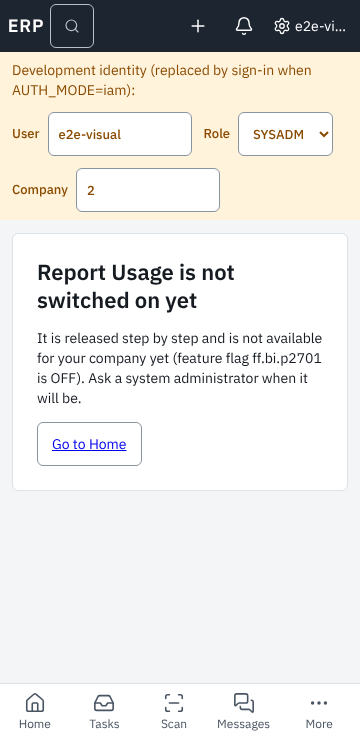 ERP
e2e-vi...
Development identity (replaced by sign-in when
AUTH_MODE=iam):
User e2e-visual Role SYSADM
Company 2
Report Usage is not
switched on yet
It is released step by step and is not available
for your company yet (feature flag ff.bi.p2701
is OFF). Ask a system administrator when it
will be.
Go to Home
Home Tasks Scan Messages More